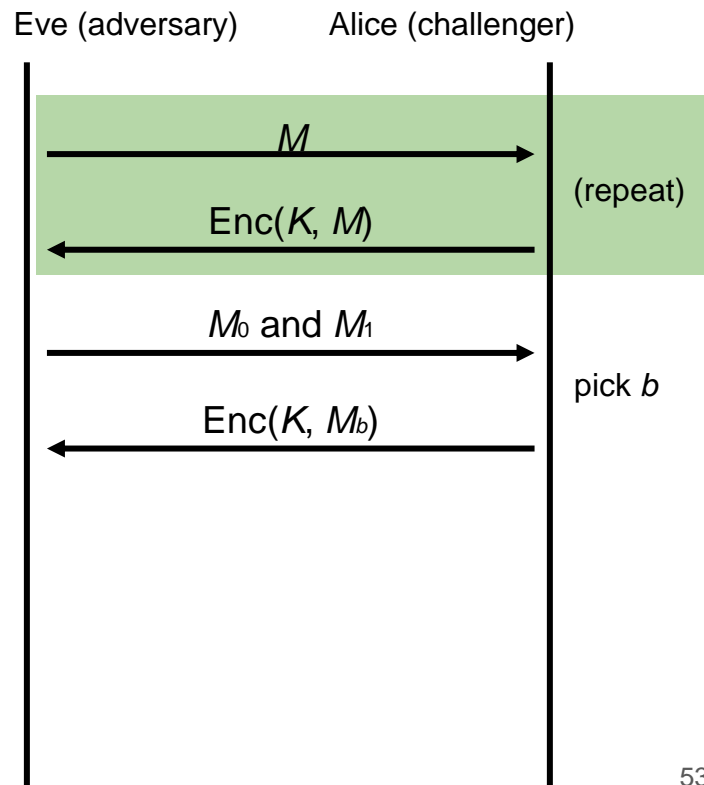 Eve (adversary) Alice (challenger)
M
(repeat)
Enc(K, M)
M0 and M1
pick b
Enc(K, Mb)
53